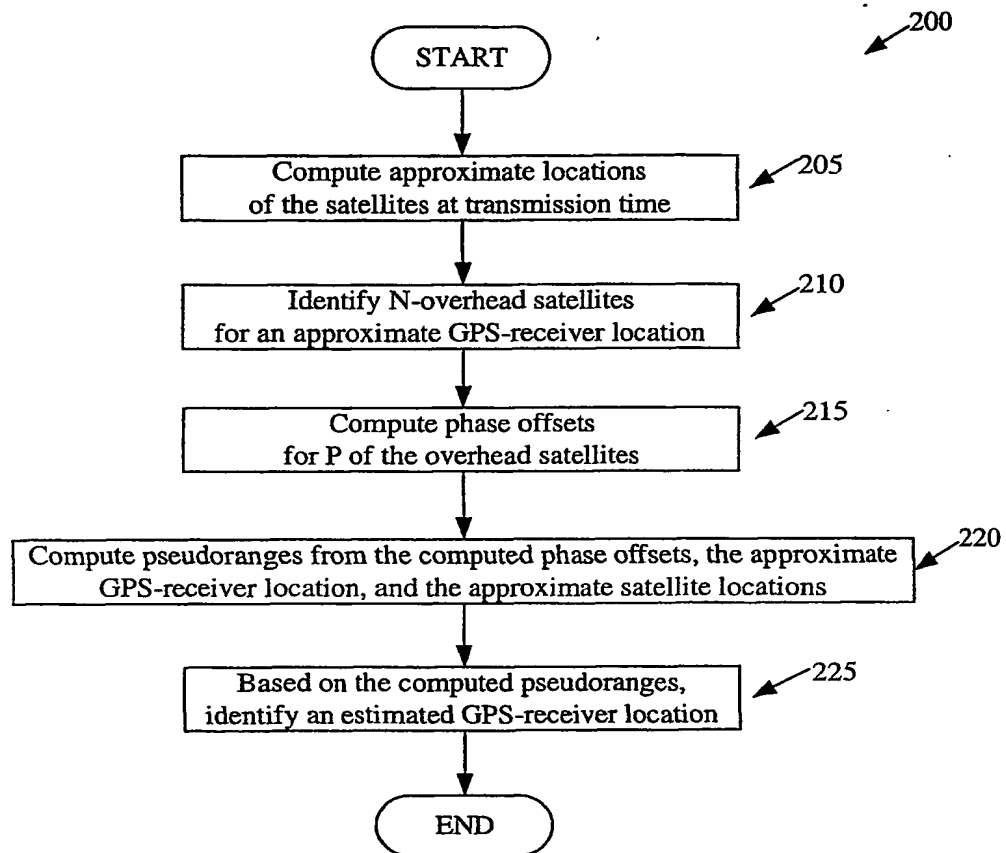 200
START
Compute approximate locations
of the satellites at transmission time
205
Identify N-overhead satellites
for an approximate GPS-receiver location
210
Compute phase offsets
for P of the overhead satellites
215
Compute pseudoranges from the computed phase offsets, the approximate
GPS-receiver location, and the approximate satellite locations
220
Based on the computed pseudoranges,
identify an estimated GPS-receiver location
225
END